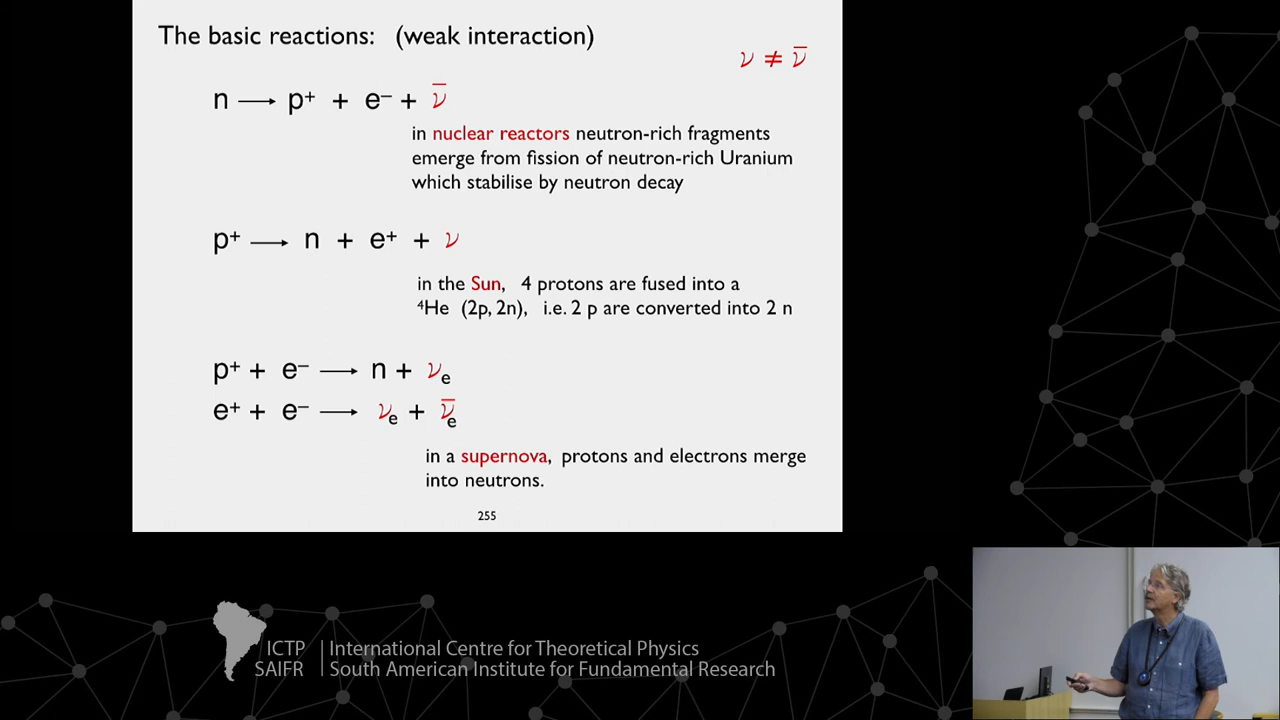 The basic reactions: (weak interaction)
ν ≠ ν̄
n ⟶ p⁺ + e⁻ + ν̄
in nuclear reactors neutron-rich fragments
emerge from fission of neutron-rich Uranium
which stabilise by neutron decay
p⁺ ⟶ n + e⁺ + ν
in the Sun, 4 protons are fused into a
⁴He (2p, 2n), i.e. 2 p are converted into 2 n
p⁺ + e⁻ ⟶ n + νₑ
e⁺ + e⁻ ⟶ νₑ + ν̄ₑ
in a supernova, protons and electrons merge
into neutrons.
255
ICTP | International Centre for Theoretical Physics
SAIFR | South American Institute for Fundamental Research